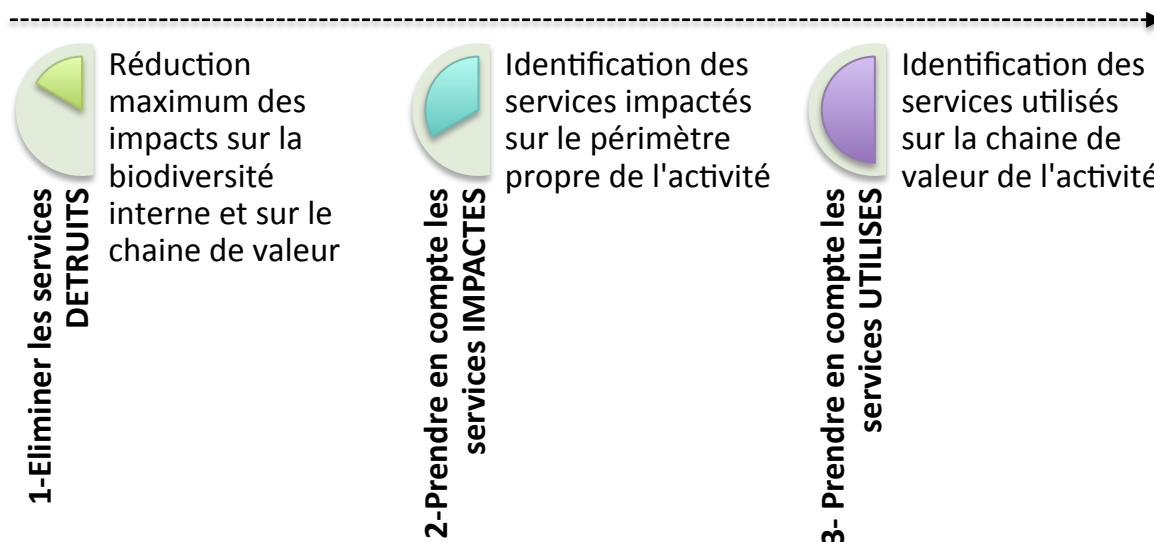 Réduction
maximum des
impacts sur la
biodiversité
interne et sur le
chaine de valeur
1-Eliminer les services
DETRUITS
Identification des
services impactés
sur le périmètre
propre de l'activité
2-Prendre en compte les
services IMPACTES
Identification des
services utilisés
sur la chaine de
valeur de l'activité
3- Prendre en compte les
services UTILISES